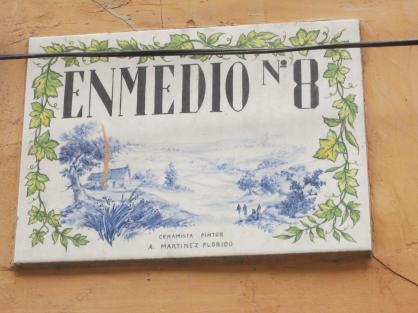 ENMEDIO Nº 8
CERAMISTA PINTOR
A. MARTINEZ FLORIDO